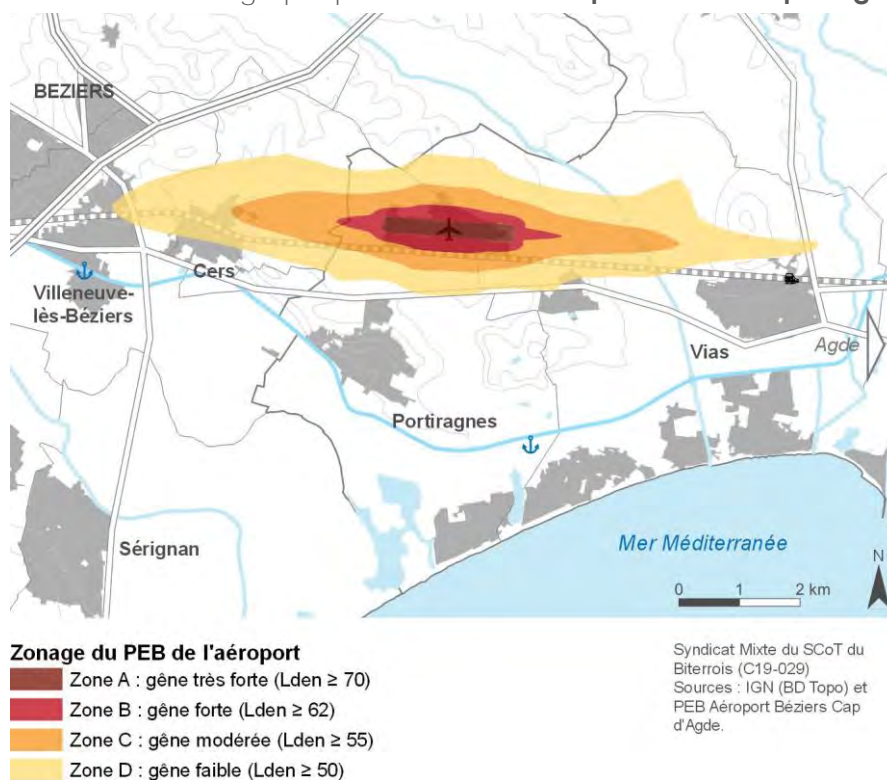 BEZIERS
Cers
Villeneuve-
lès-Béziers
Vias
Agde
Portiragnes
Sérignan
Mer Méditerranée
N
0 1 2 km
Zonage du PEB de l'aéroport
Zone A : gêne très forte (Lden ≥ 70)
Zone B : gêne forte (Lden ≥ 62)
Zone C : gêne modérée (Lden ≥ 55)
Zone D : gêne faible (Lden ≥ 50)
Syndicat Mixte du SCoT du
Biterrois (C19-029)
Sources : IGN (BD Topo) et
PEB Aéroport Béziers Cap
d'Agde.